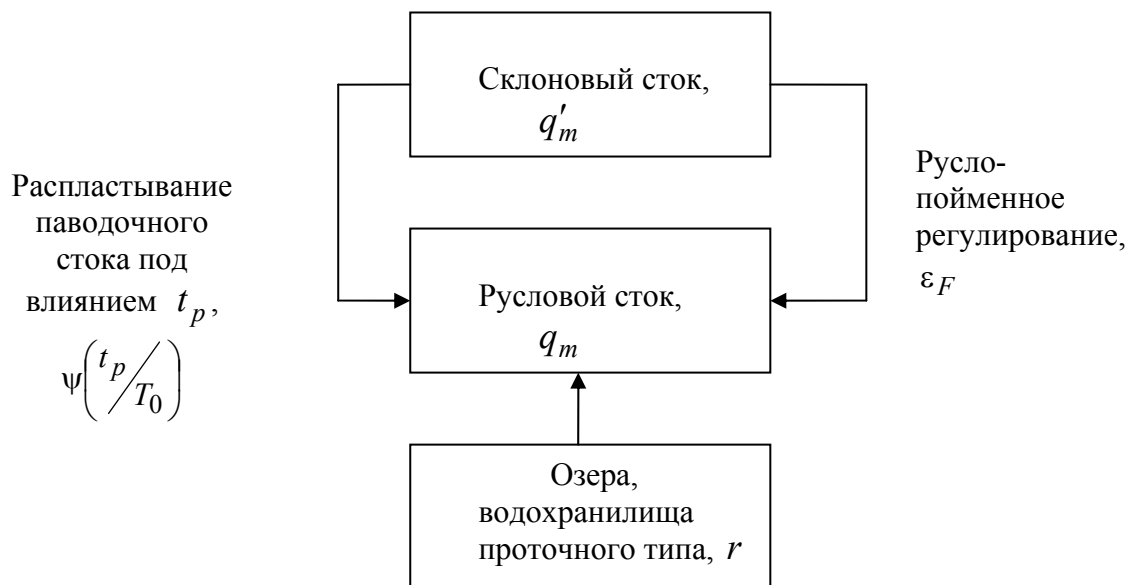 Склоновый сток,
q′m
Распластывание
паводочного
стока под
влиянием tp,
ψ(tp/T0)
Русло-
пойменное
регулирование,
εF
Русловой сток,
qm
Озера,
водохранилища
проточного типа, r